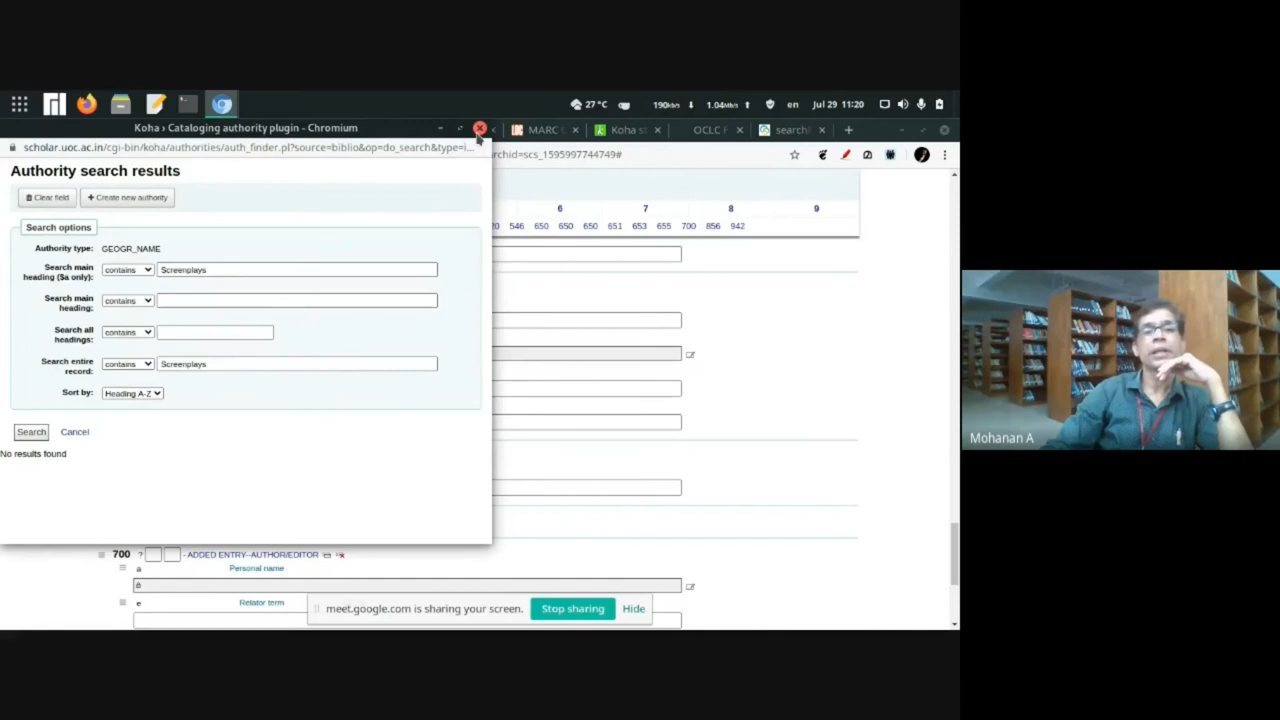 27 °C
190kb/s
1.04Mb/s
en
Jul 29 11:20
Koha › Cataloging authority plugin - Chromium
MARC
Koha s
OCLC F
search
scholar.uoc.ac.in/cgi-bin/koha/authorities/auth_finder.pl?source=biblio&op=do_search&type=i...
archid=scs_1595997744749#
Authority search results
Clear field
Create new authority
Search options
Authority type: GEOGR_NAME
Search main heading ($a only): contains Screenplays
Search main heading: contains
Search all headings: contains
Search entire record: contains Screenplays
Sort by: Heading A-Z
Search Cancel
No results found
6 7 8 9
20 546 650 650 650 651 653 655 700 856 942
700 ? - ADDED ENTRY--AUTHOR/EDITOR
a Personal name
e Relator term
meet.google.com is sharing your screen. Stop sharing Hide
Mohanan A